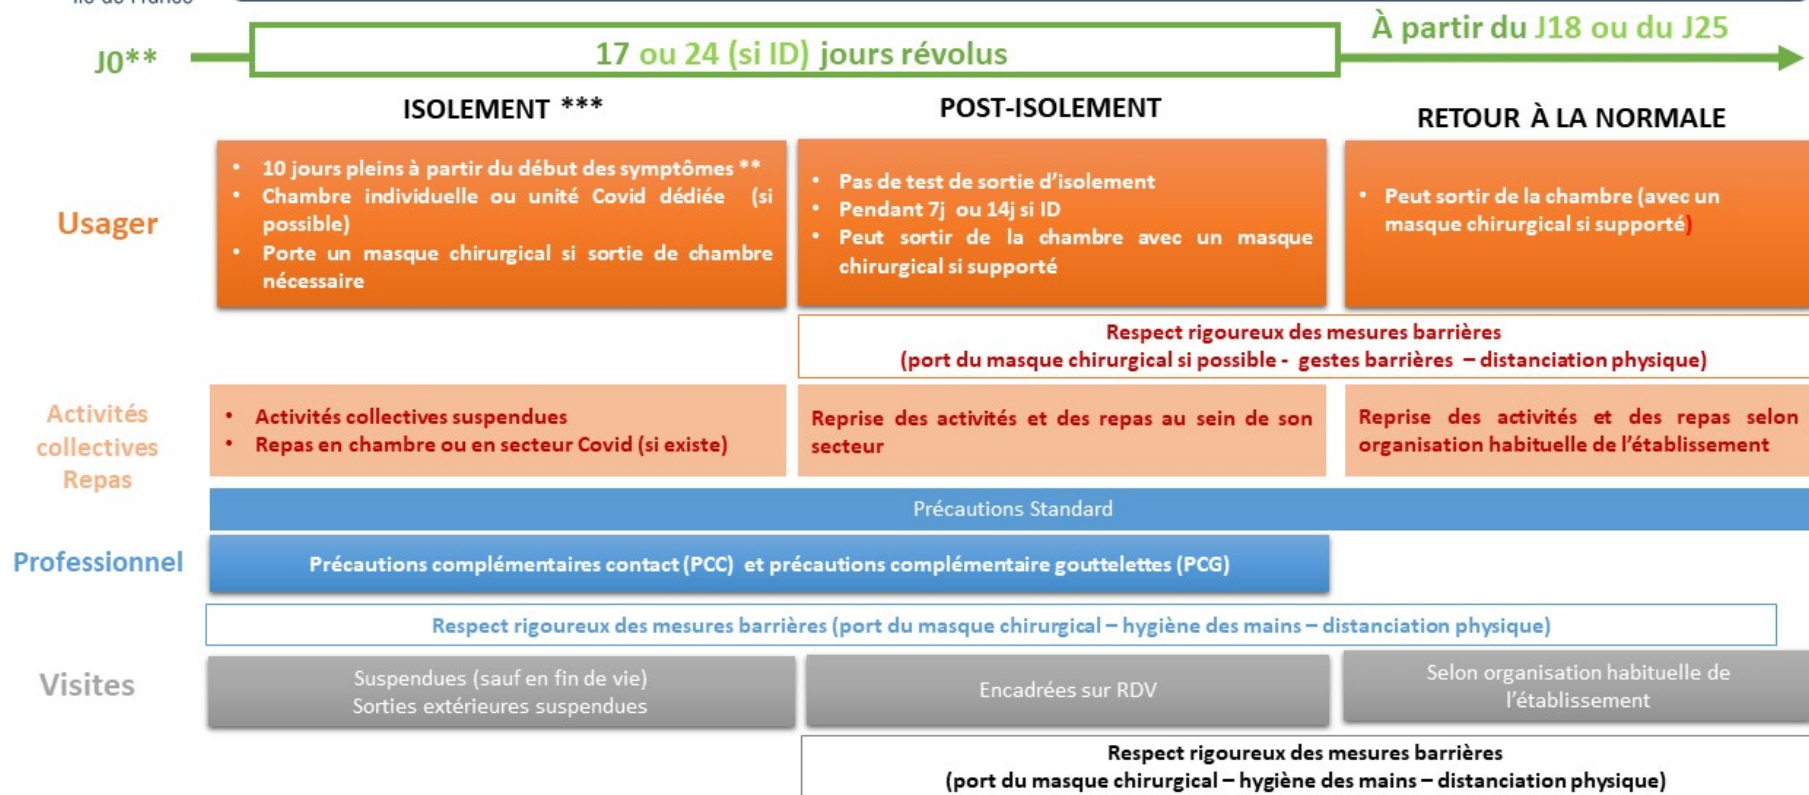 Île-de-France
À partir du J18 ou du J25
J0**
17 ou 24 (si ID) jours révolus
ISOLEMENT ***
POST-ISOLEMENT
RETOUR À LA NORMALE
Usager
• 10 jours pleins à partir du début des symptômes **
• Chambre individuelle ou unité Covid dédiée (si
possible)
• Porte un masque chirurgical si sortie de chambre
nécessaire
• Pas de test de sortie d'isolement
• Pendant 7j ou 14j si ID
• Peut sortir de la chambre avec un masque
chirurgical si supporté
• Peut sortir de la chambre (avec un
masque chirurgical si supporté)
Respect rigoureux des mesures barrières
(port du masque chirurgical si possible - gestes barrières – distanciation physique)
Activités
collectives
Repas
• Activités collectives suspendues
• Repas en chambre ou en secteur Covid (si existe)
Reprise des activités et des repas au sein de son
secteur
Reprise des activités et des repas selon
organisation habituelle de l'établissement
Précautions Standard
Professionnel
Précautions complémentaires contact (PCC) et précautions complémentaire gouttelettes (PCG)
Respect rigoureux des mesures barrières (port du masque chirurgical – hygiène des mains – distanciation physique)
Visites
Suspendues (sauf en fin de vie)
Sorties extérieures suspendues
Encadrées sur RDV
Selon organisation habituelle de
l'établissement
Respect rigoureux des mesures barrières
(port du masque chirurgical – hygiène des mains – distanciation physique)